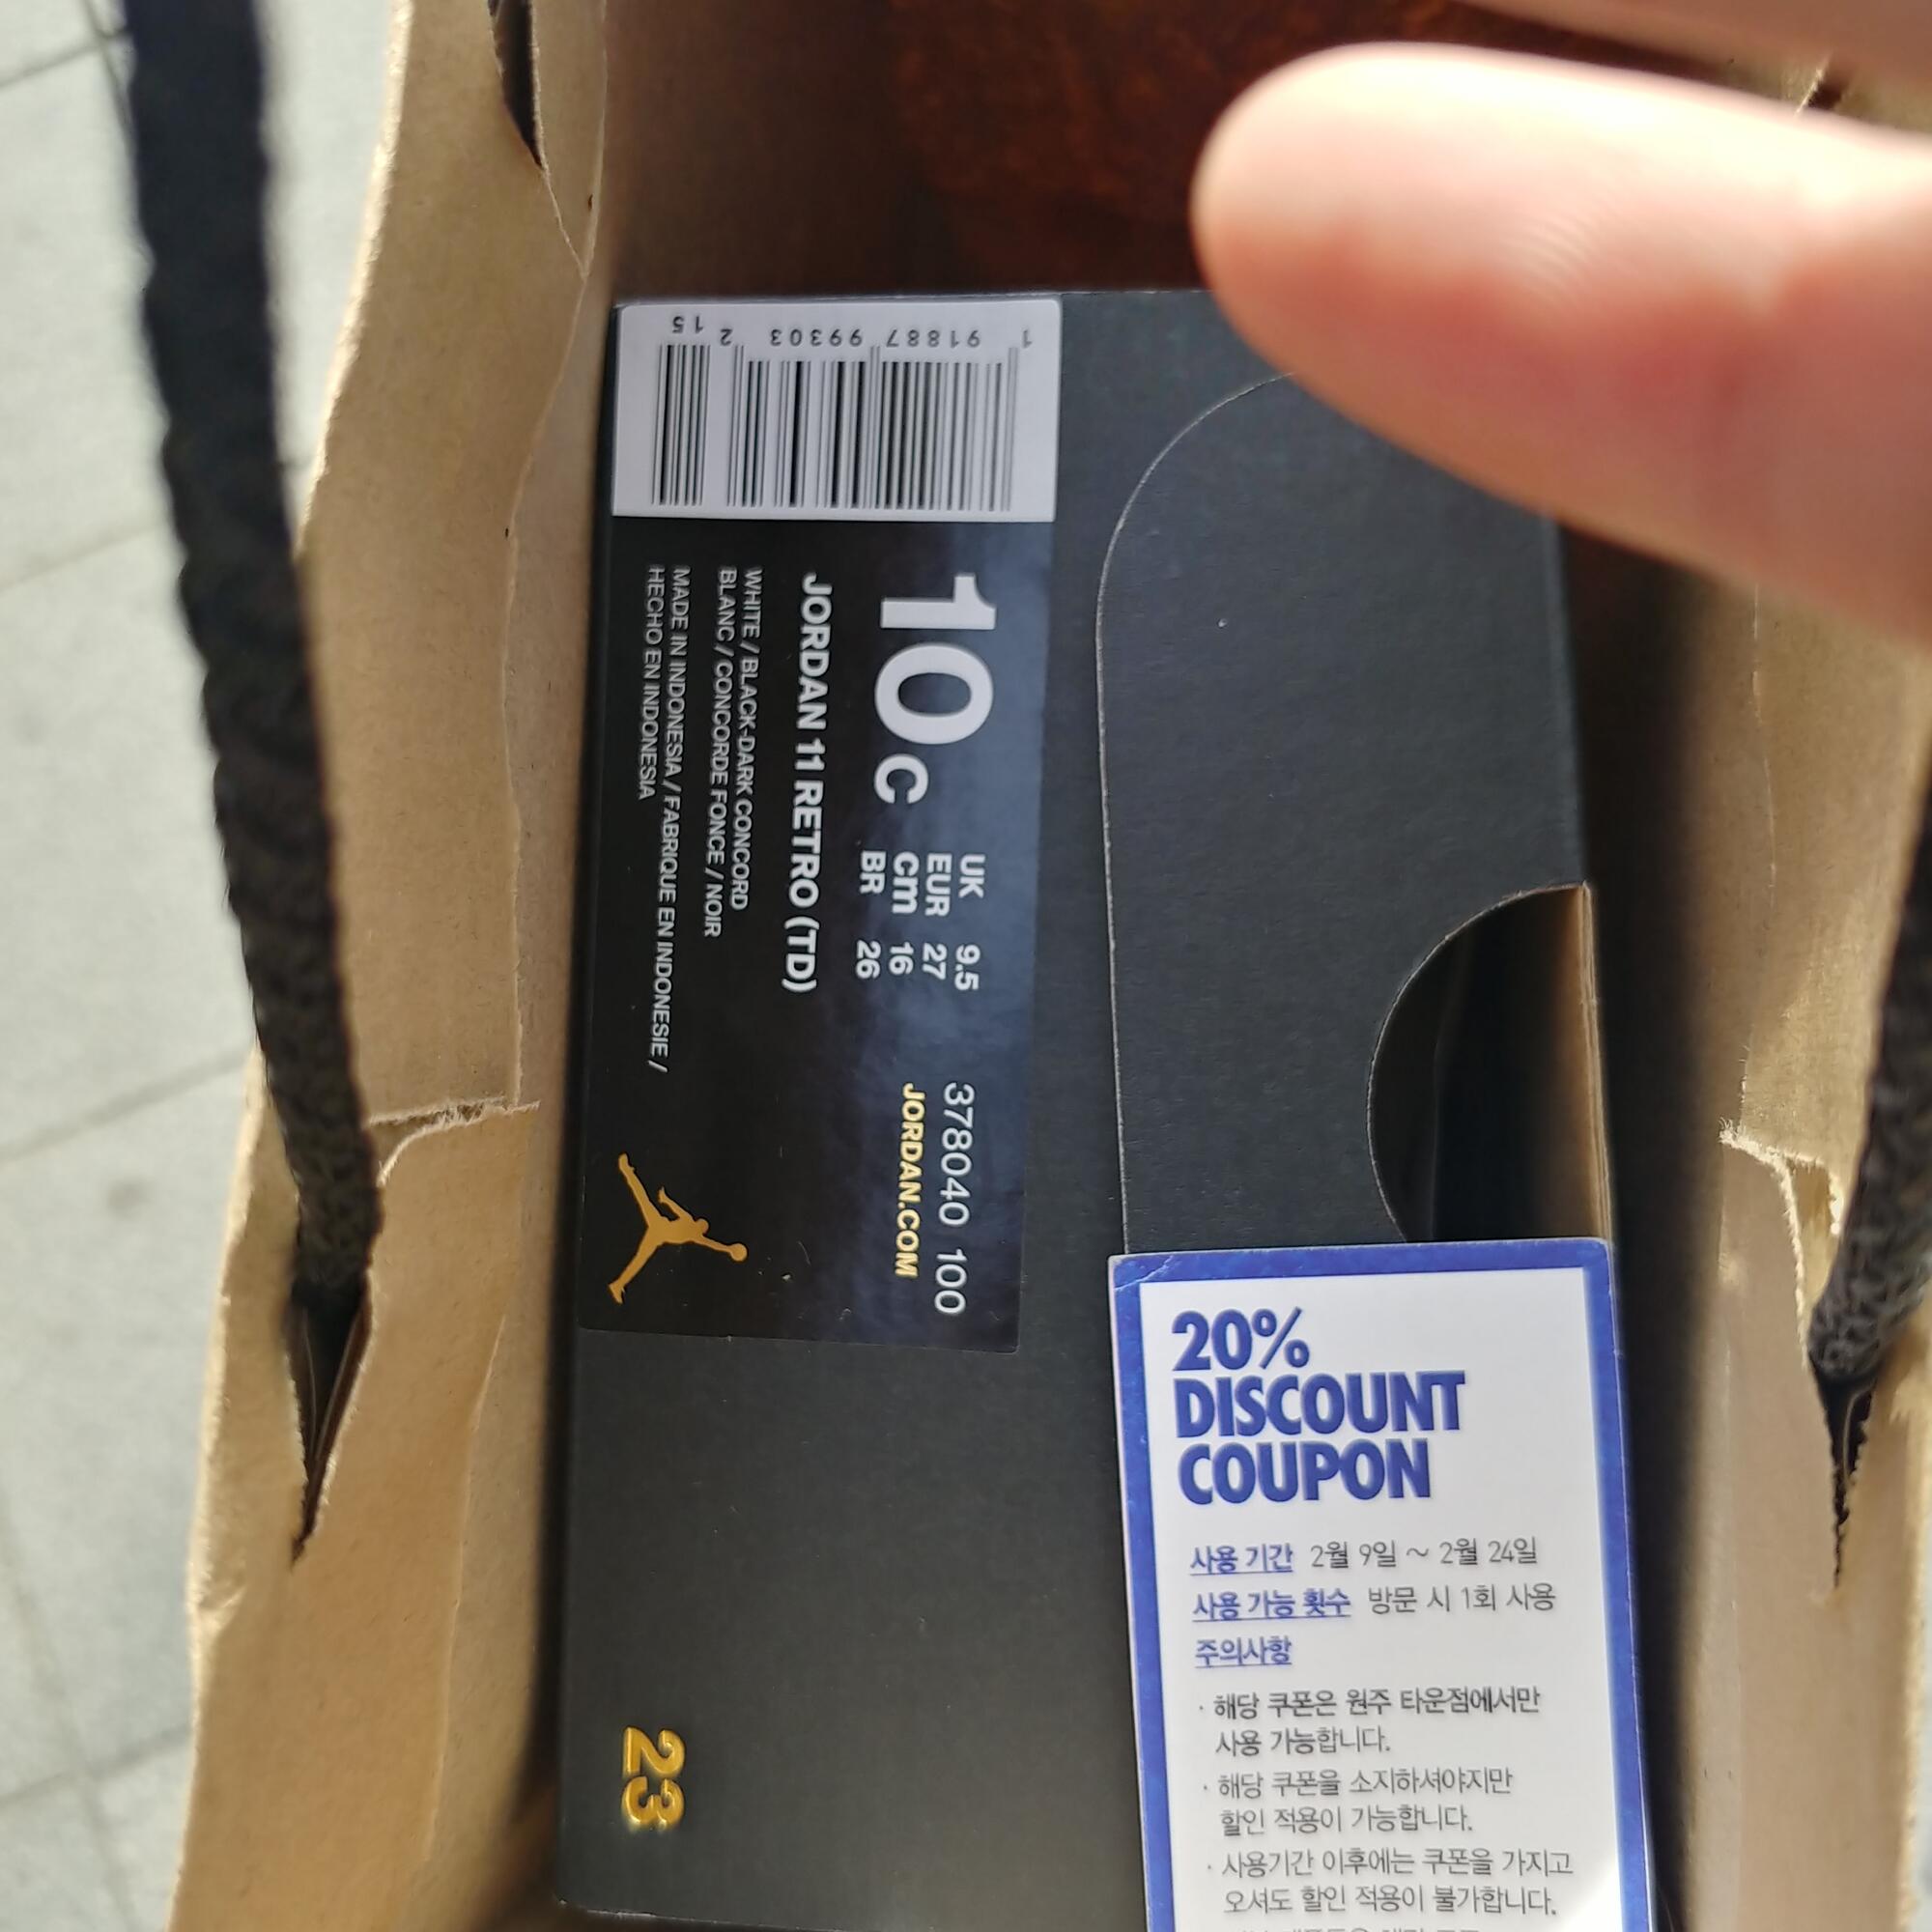 1 91887 99303 2 15
10C
UK 9.5
EUR 27
cm 16
BR 26
378040 100
JORDAN.COM
JORDAN 11 RETRO (TD)
WHITE / BLACK-DARK CONCORD
BLANC / CONCORDE FONCE / NOIR
MADE IN INDONESIA / FABRIQUE EN INDONESIE /
HECHO EN INDONESIA
23
20%
DISCOUNT
COUPON
사용 기간 2월 9일 ~ 2월 24일
사용 가능 횟수 방문 시 1회 사용
주의사항
· 해당 쿠폰은 원주 타운점에서만
사용 가능합니다.
· 해당 쿠폰을 소지하셔야지만
할인 적용이 가능합니다.
· 사용기간 이후에는 쿠폰을 가지고
오셔도 할인 적용이 불가합니다.